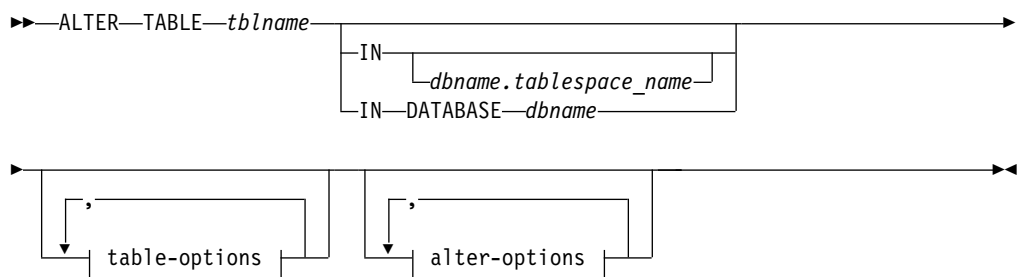 ALTER TABLE tblname
IN
dbname.tablespace_name
IN DATABASE dbname
, ,
table-options alter-options